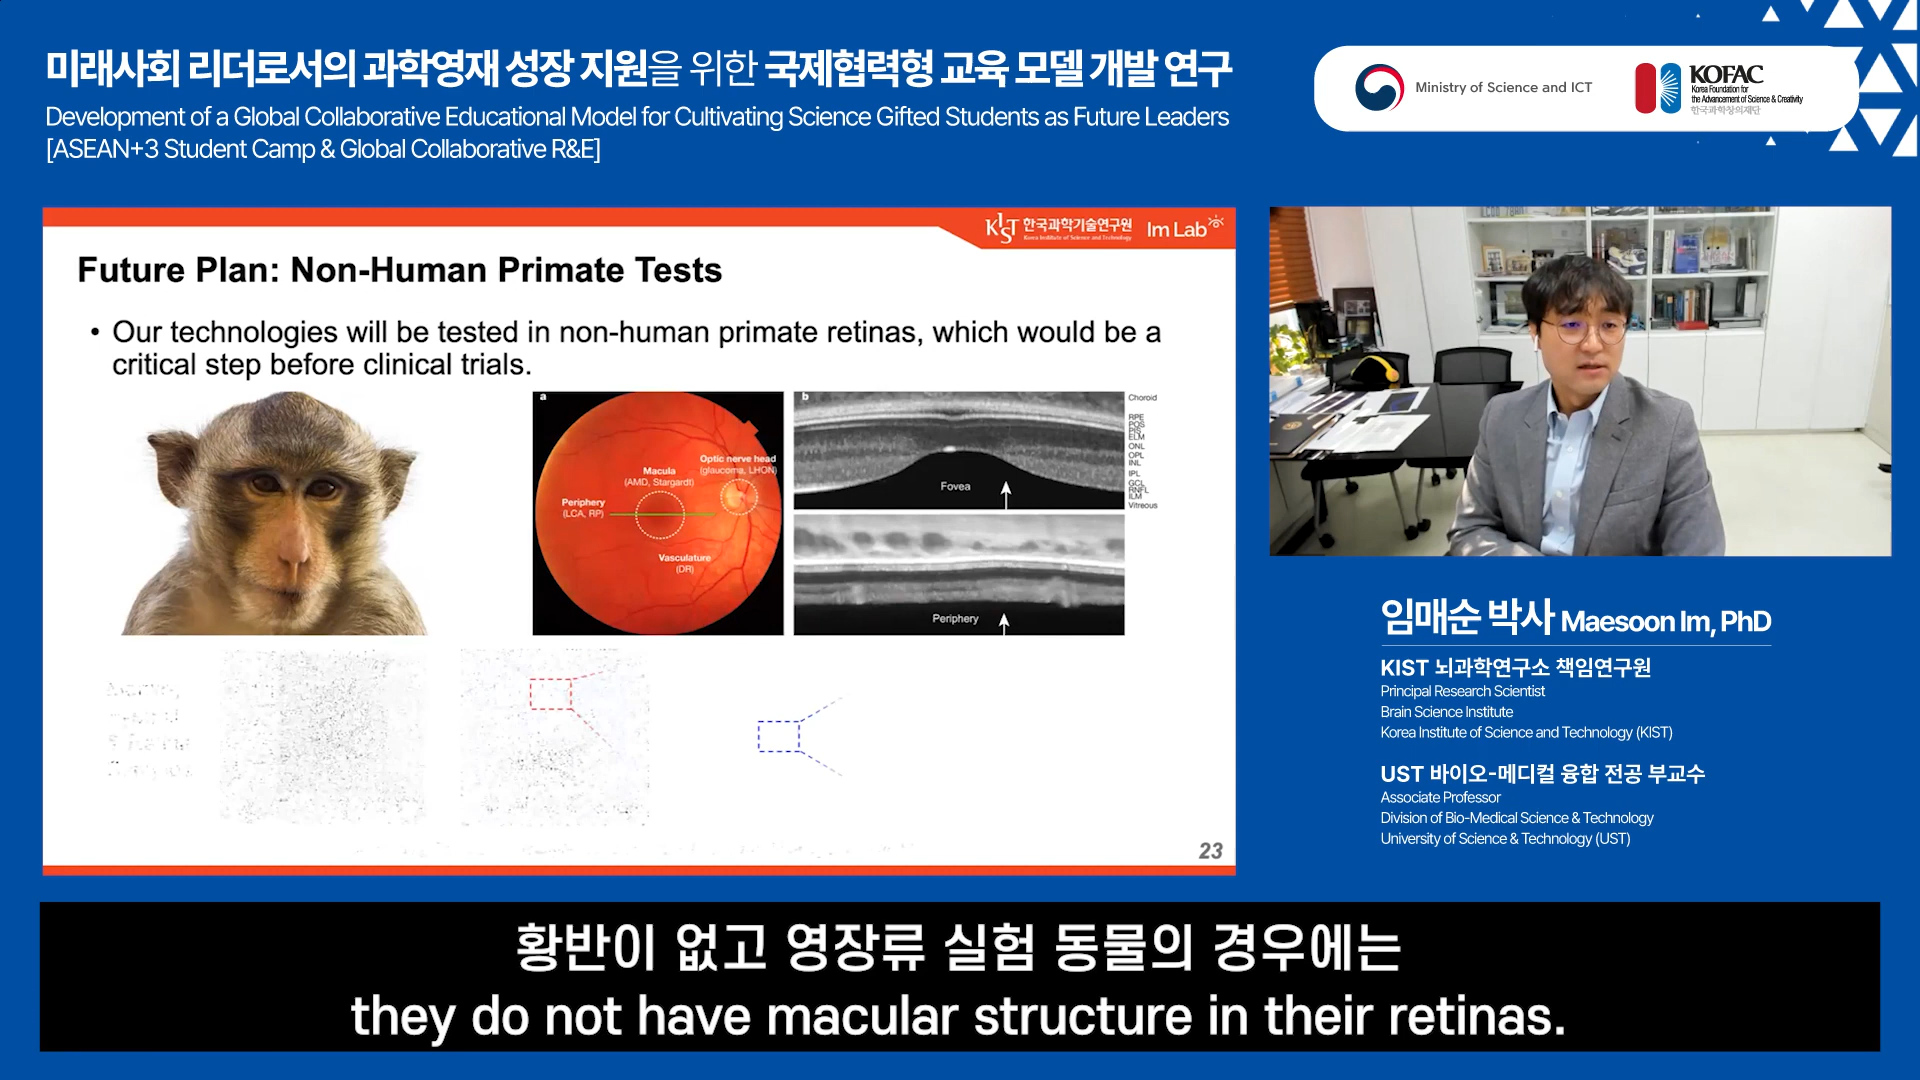 미래사회 리더로서의 과학영재 성장 지원을 위한 국제협력형 교육 모델 개발 연구
Development of a Global Collaborative Educational Model for Cultivating Science Gifted Students as Future Leaders
[ASEAN+3 Student Camp & Global Collaborative R&E]
Ministry of Science and ICT
KOFAC
Korea Foundation for
the Advancement of Science & Creativity
한국과학창의재단
KIST 한국과학기술연구원
Korea Institute of Science and Technology
Im Lab
Future Plan: Non-Human Primate Tests
• Our technologies will be tested in non-human primate retinas, which would be a
critical step before clinical trials.
a
Optic nerve head
(glaucoma, LHON)
Macula
(AMD, Stargardt)
Periphery
(LCA, RP)
Vasculature
(DR)
b
Fovea
Periphery
Choroid
RPE
POS
PIS
ELM
ONL
OPL
INL
IPL
GCL
RNFL
ILM
Vitreous
23
임매순 박사 Maesoon Im, PhD
KIST 뇌과학연구소 책임연구원
Principal Research Scientist
Brain Science Institute
Korea Institute of Science and Technology (KIST)
UST 바이오-메디컬 융합 전공 부교수
Associate Professor
Division of Bio-Medical Science & Technology
University of Science & Technology (UST)
황반이 없고 영장류 실험 동물의 경우에는
they do not have macular structure in their retinas.